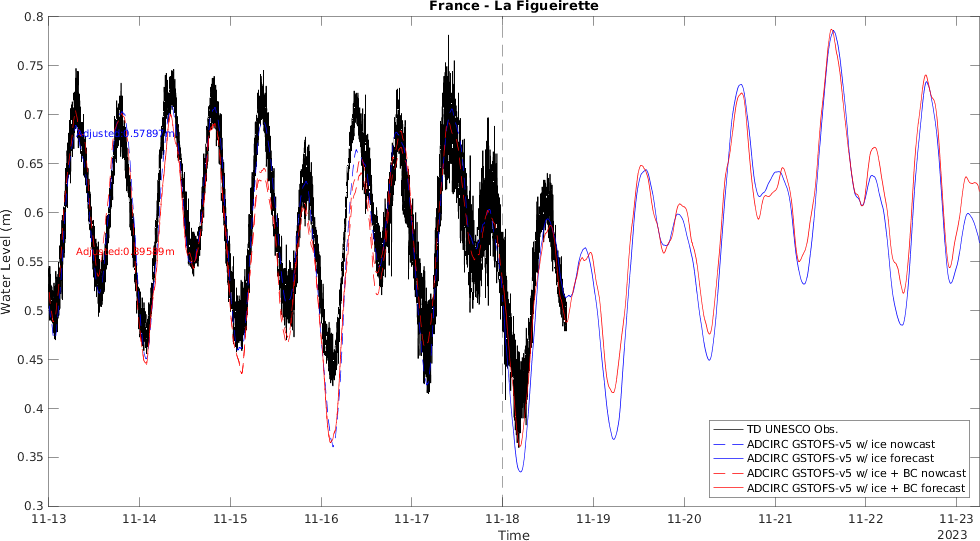 France - La Figueirette
0.8
0.75
0.7
Adjusted:0.57897m
0.65
0.6
Water Level (m)
0.55
0.5
0.45
0.4
0.35
0.3
TD UNESCO Obs.
ADCIRC GSTOFS-v5 w/ ice nowcast
ADCIRC GSTOFS-v5 w/ ice forecast
ADCIRC GSTOFS-v5 w/ ice + BC nowcast
ADCIRC GSTOFS-v5 w/ ice + BC forecast
11-13 11-14 11-15 11-16 11-17 11-18 11-19 11-20 11-21 11-22 11-23
Time
2023